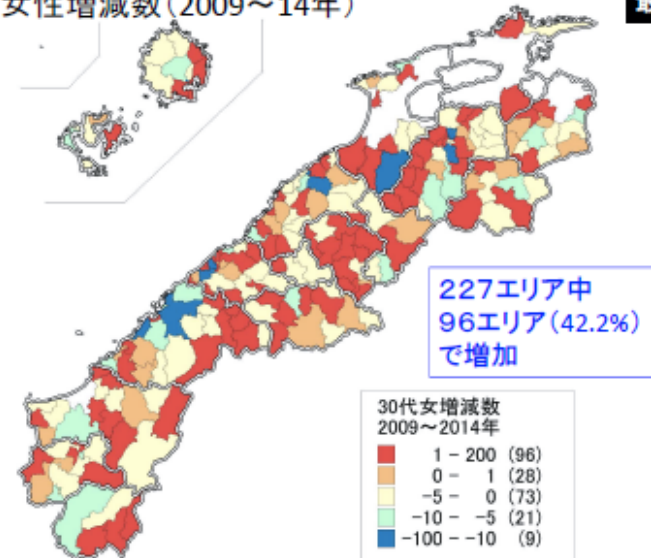 女性増減数(2009～14年)
最
227エリア中
96エリア(42.2%)
で増加
30代女増減数
2009～2014年
1 - 200 (96)
0 - 1 (28)
-5 - 0 (73)
-10 - -5 (21)
-100 - -10 (9)